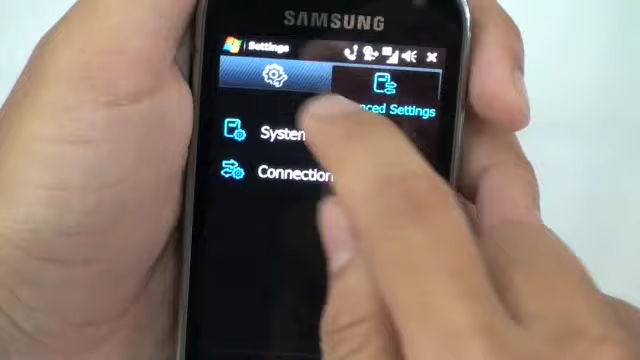 SAMSUNG
Settings
nced Settings
System
Connection